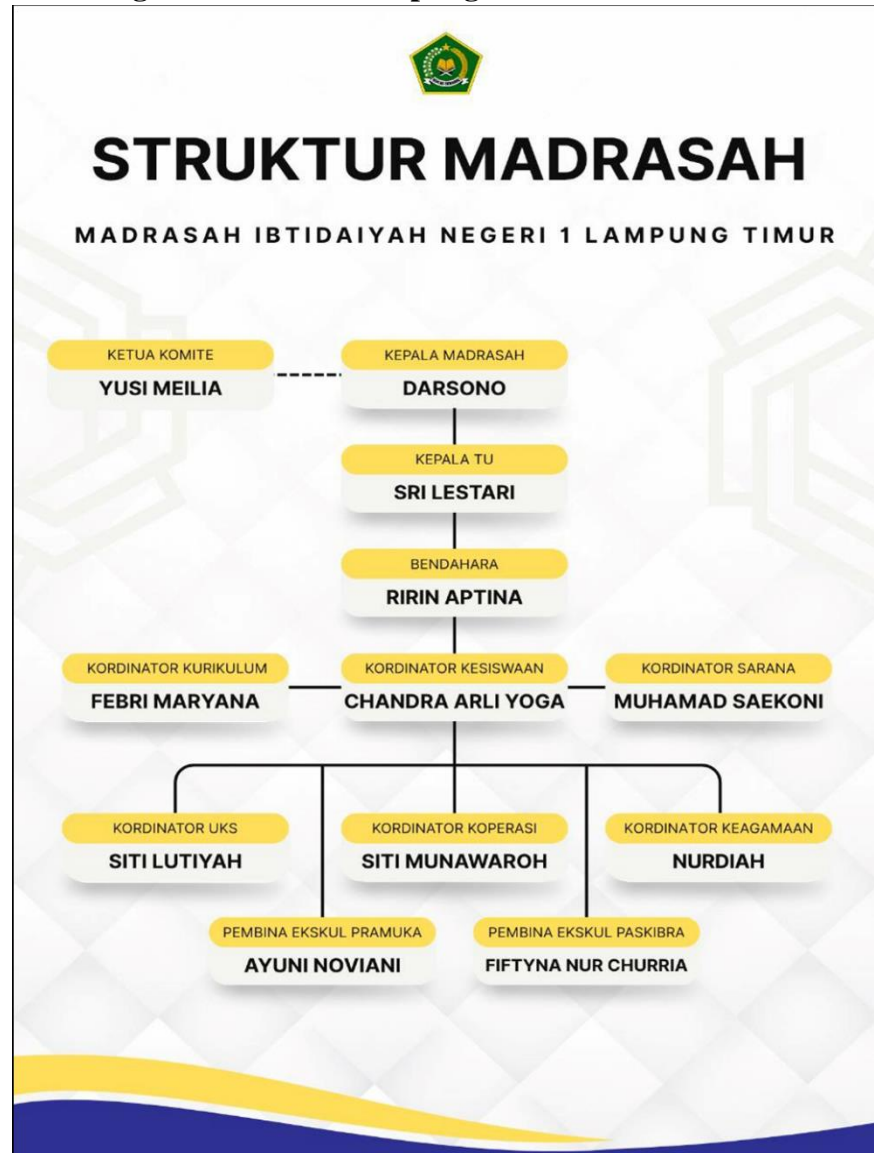 STRUKTUR MADRASAH
MADRASAH IBTIDAIYAH NEGERI 1 LAMPUNG TIMUR
KETUA KOMITE
YUSI MEILIA
KEPALA MADRASAH
DARSONO
KEPALA TU
SRI LESTARI
BENDAHARA
RIRIN APTINA
KORDINATOR KURIKULUM
FEBRI MARYANA
KORDINATOR KESISWAAN
CHANDRA ARLI YOGA
KORDINATOR SARANA
MUHAMAD SAEKONI
KORDINATOR UKS
SITI LUTIYAH
KORDINATOR KOPERASI
SITI MUNAWAROH
KORDINATOR KEAGAMAAN
NURDIAH
PEMBINA EKSKUL PRAMUKA
AYUNI NOVIANI
PEMBINA EKSKUL PASKIBRA
FIFTYNA NUR CHURRIA